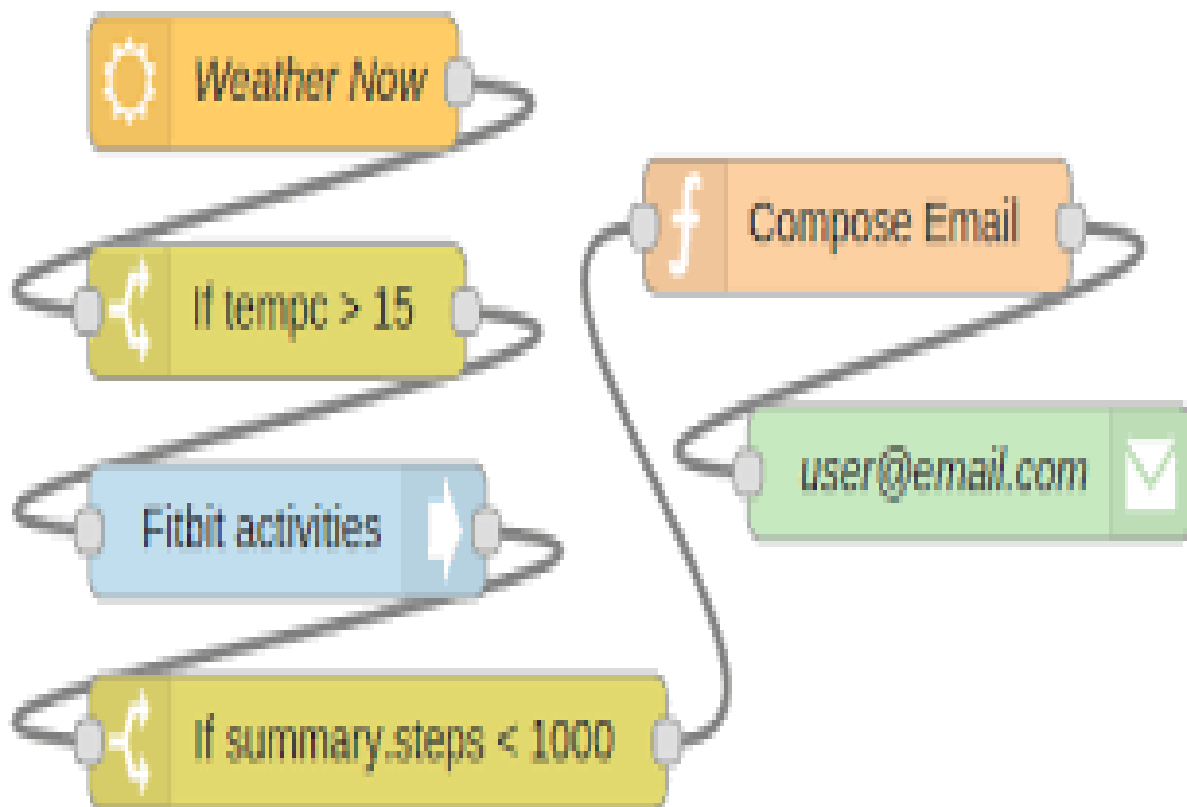 Weather Now
If tempc > 15
Fitbit activities
If summary.steps < 1000
Compose Email
user@email.com